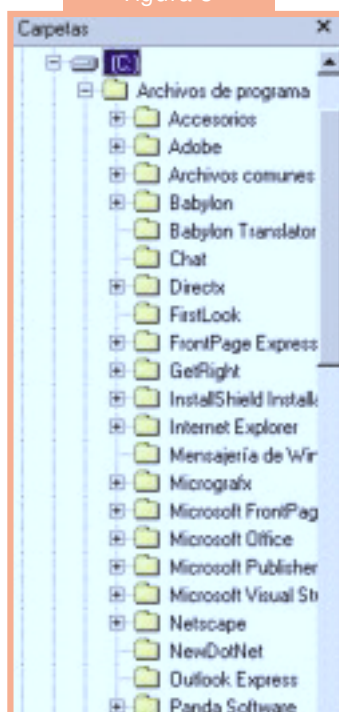 Carpetas
(C:)
Archivos de programa
Accesorios
Adobe
Archivos comunes
Babylon
Babylon Translator
Chat
Directx
FirstLook
FrontPage Express
GetRight
InstallShield Installa
Internet Explorer
Mensajería de Wir
Micrografx
Microsoft FrontPag
Microsoft Office
Microsoft Publisher
Microsoft Visual Stu
Netscape
NewDotNet
Outlook Express
Panda Software